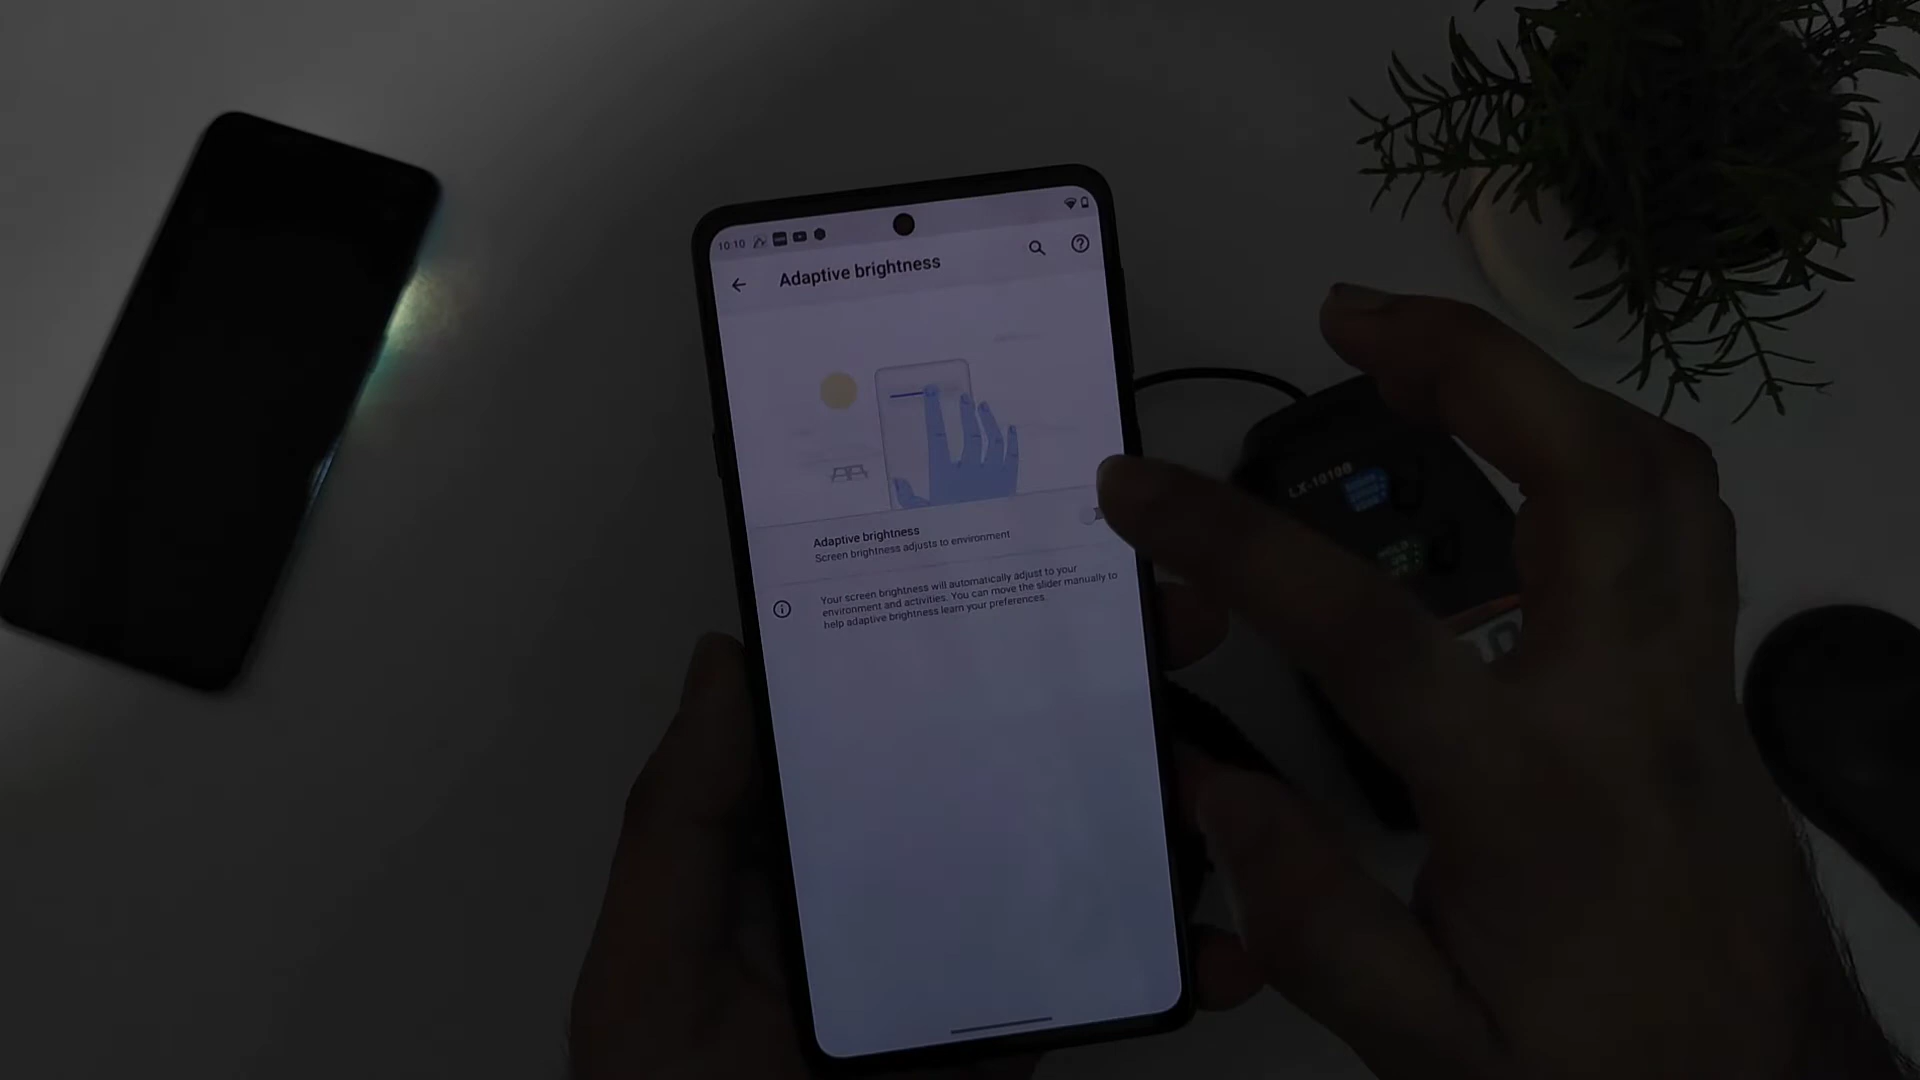 10:10
Adaptive brightness
Adaptive brightness
Screen brightness adjusts to environment
Your screen brightness will automatically adjust to your
environment and activities. You can move the slider manually to
help adaptive brightness learn your preferences.
LX-1010B
HOLD